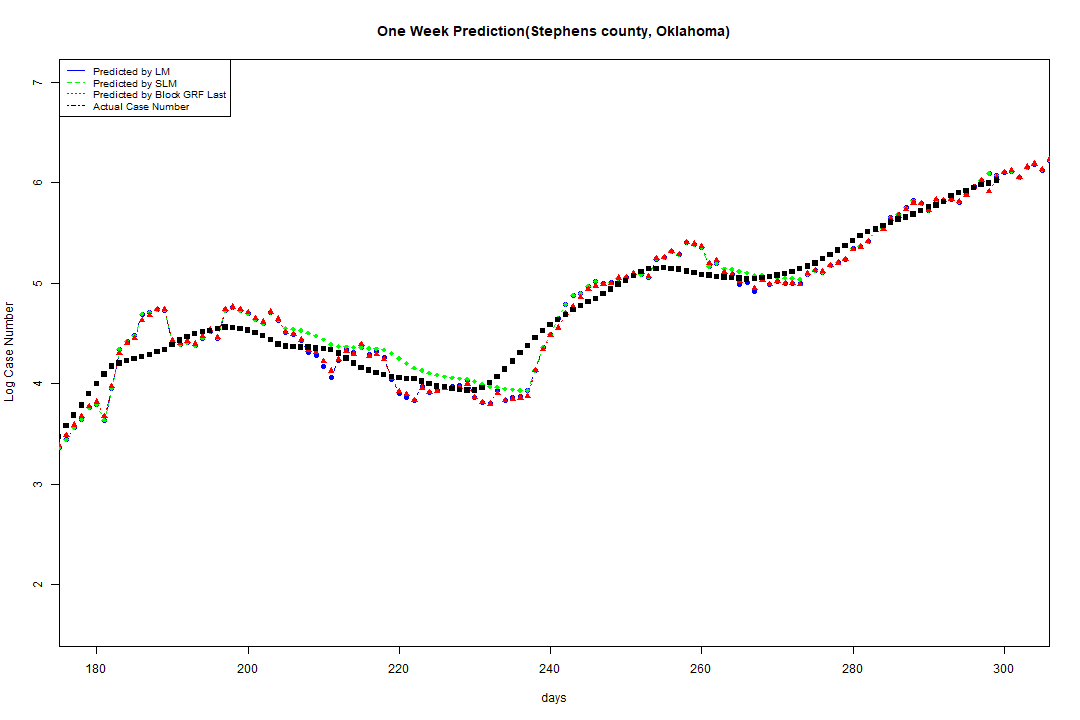 One Week Prediction(Stephens county, Oklahoma)
Predicted by LM
Predicted by SLM
Predicted by Block GRF Last
Actual Case Number
7
6
5
4
3
2
Log Case Number
180 200 220 240 260 280 300
days